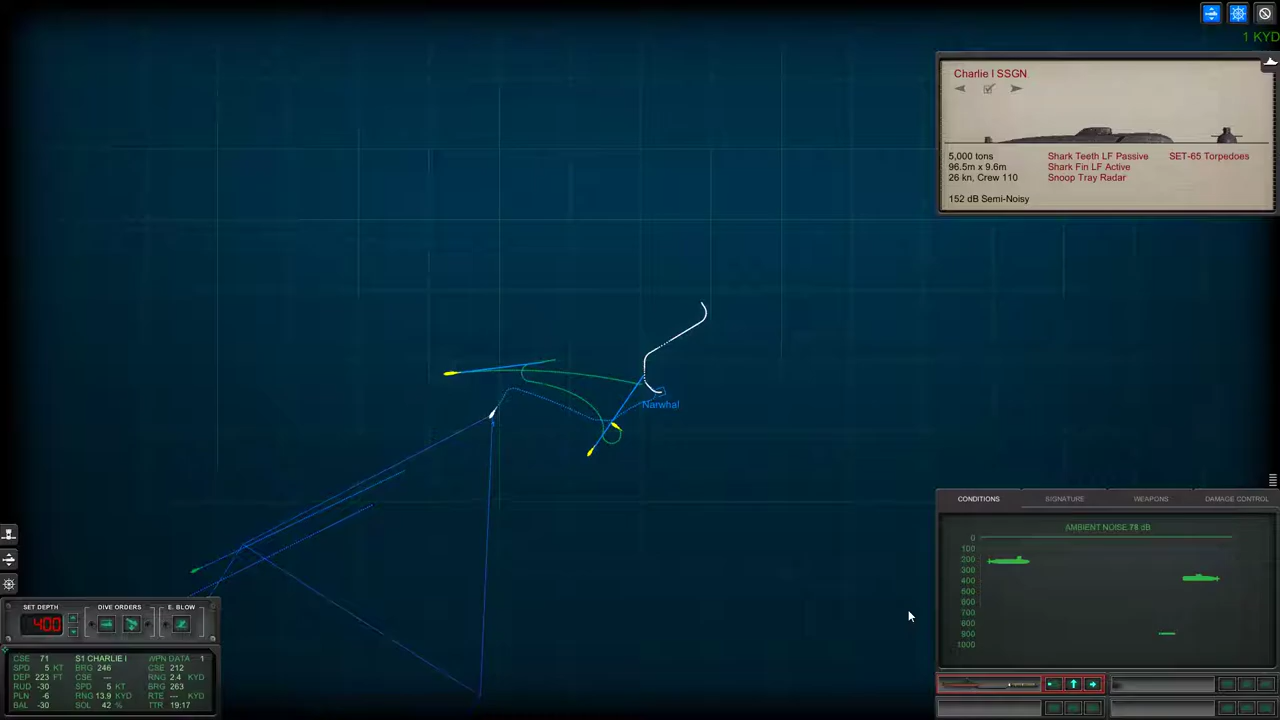 1 KYD
Charlie I SSGN
5,000 tons Shark Teeth LF Passive SET-65 Torpedoes
96.5m x 9.6m Shark Fin LF Active
26 kn, Crew 110 Snoop Tray Radar
152 dB Semi-Noisy
Narwhal
CONDITIONS SIGNATURE WEAPONS DAMAGE CONTROL
AMBIENT NOISE 78 dB
0
100
200
300
400
500
600
700
800
900
1000
SET DEPTH DIVE ORDERS E. BLOW
400
CSE 71 S1 CHARLIE I WPN DATA 1
SPD 5 KT BRG 246 CSE 212
DEP 223 FT CSE --- RNG 2.4 KYD
RUD -30 SPD 5 KT BRG 263
PLN -6 RNG 13.9 KYD RTE --- KYD
BAL -30 SOL 42 % TTR 19:17